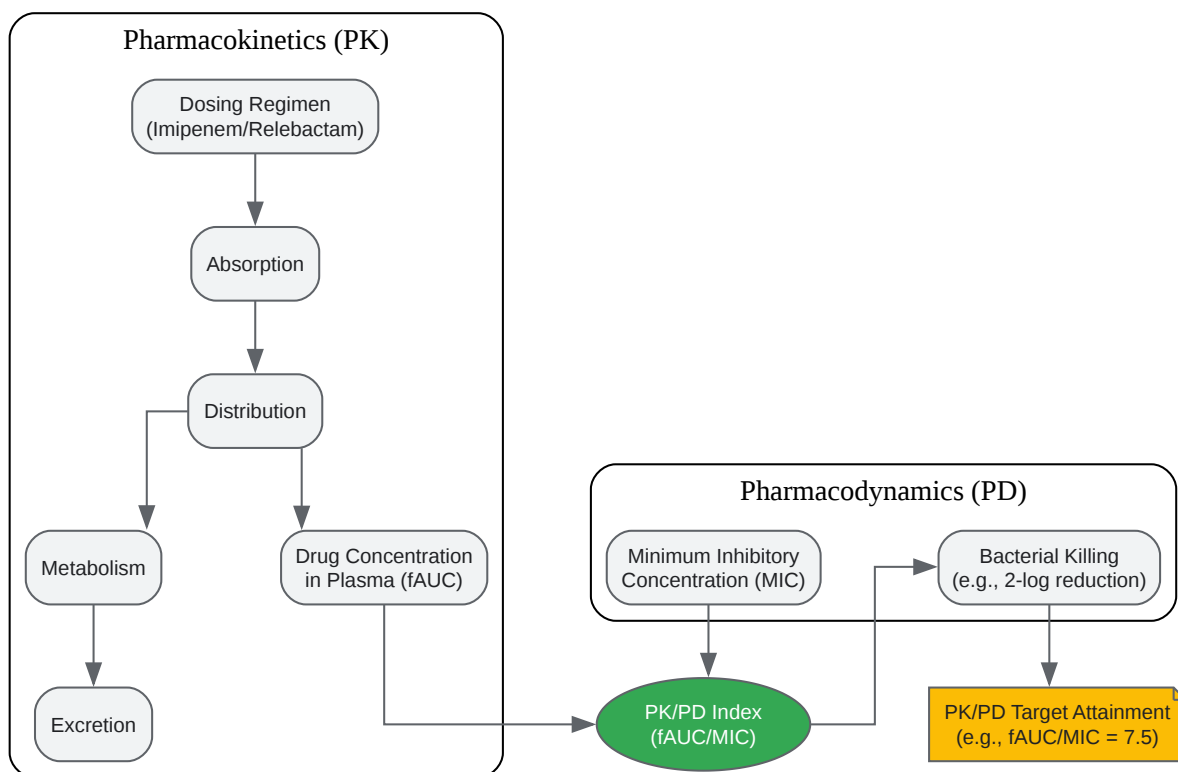 Pharmacokinetics (PK)
Dosing Regimen
(Imipenem/Relebactam)
Absorption
Distribution
Metabolism
Drug Concentration
in Plasma (fAUC)
Excretion
Pharmacodynamics (PD)
Minimum Inhibitory
Concentration (MIC)
Bacterial Killing
(e.g., 2-log reduction)
PK/PD Index
(fAUC/MIC)
PK/PD Target Attainment
(e.g., fAUC/MIC = 7.5)